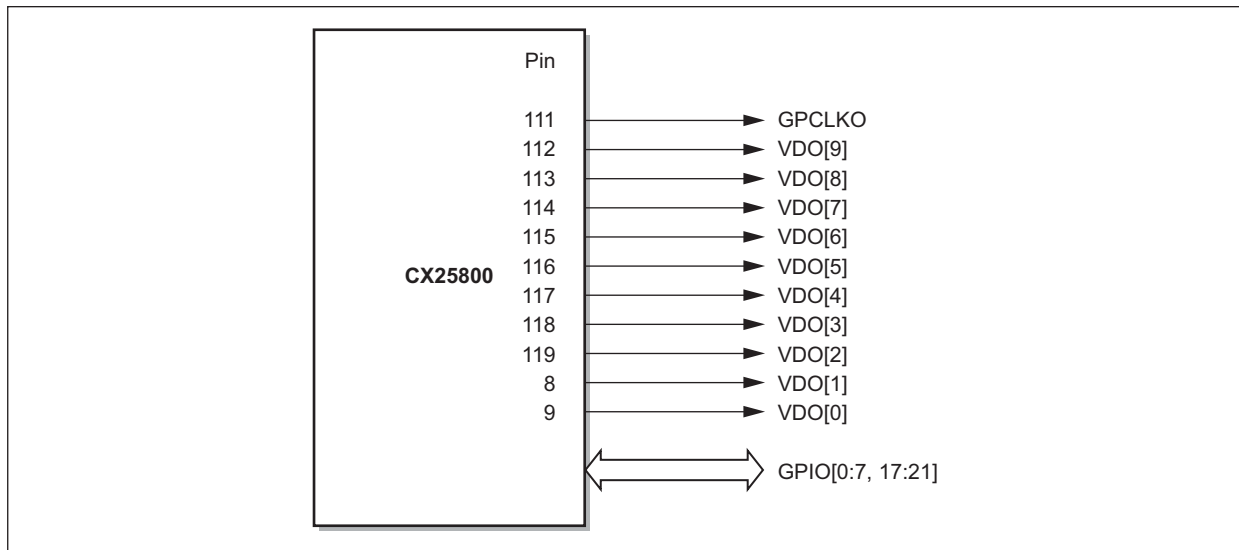 Pin
111 GPCLKO
112 VDO[9]
113 VDO[8]
114 VDO[7]
115 VDO[6]
116 VDO[5]
CX25800
117 VDO[4]
118 VDO[3]
119 VDO[2]
8 VDO[1]
9 VDO[0]
GPIO[0:7, 17:21]